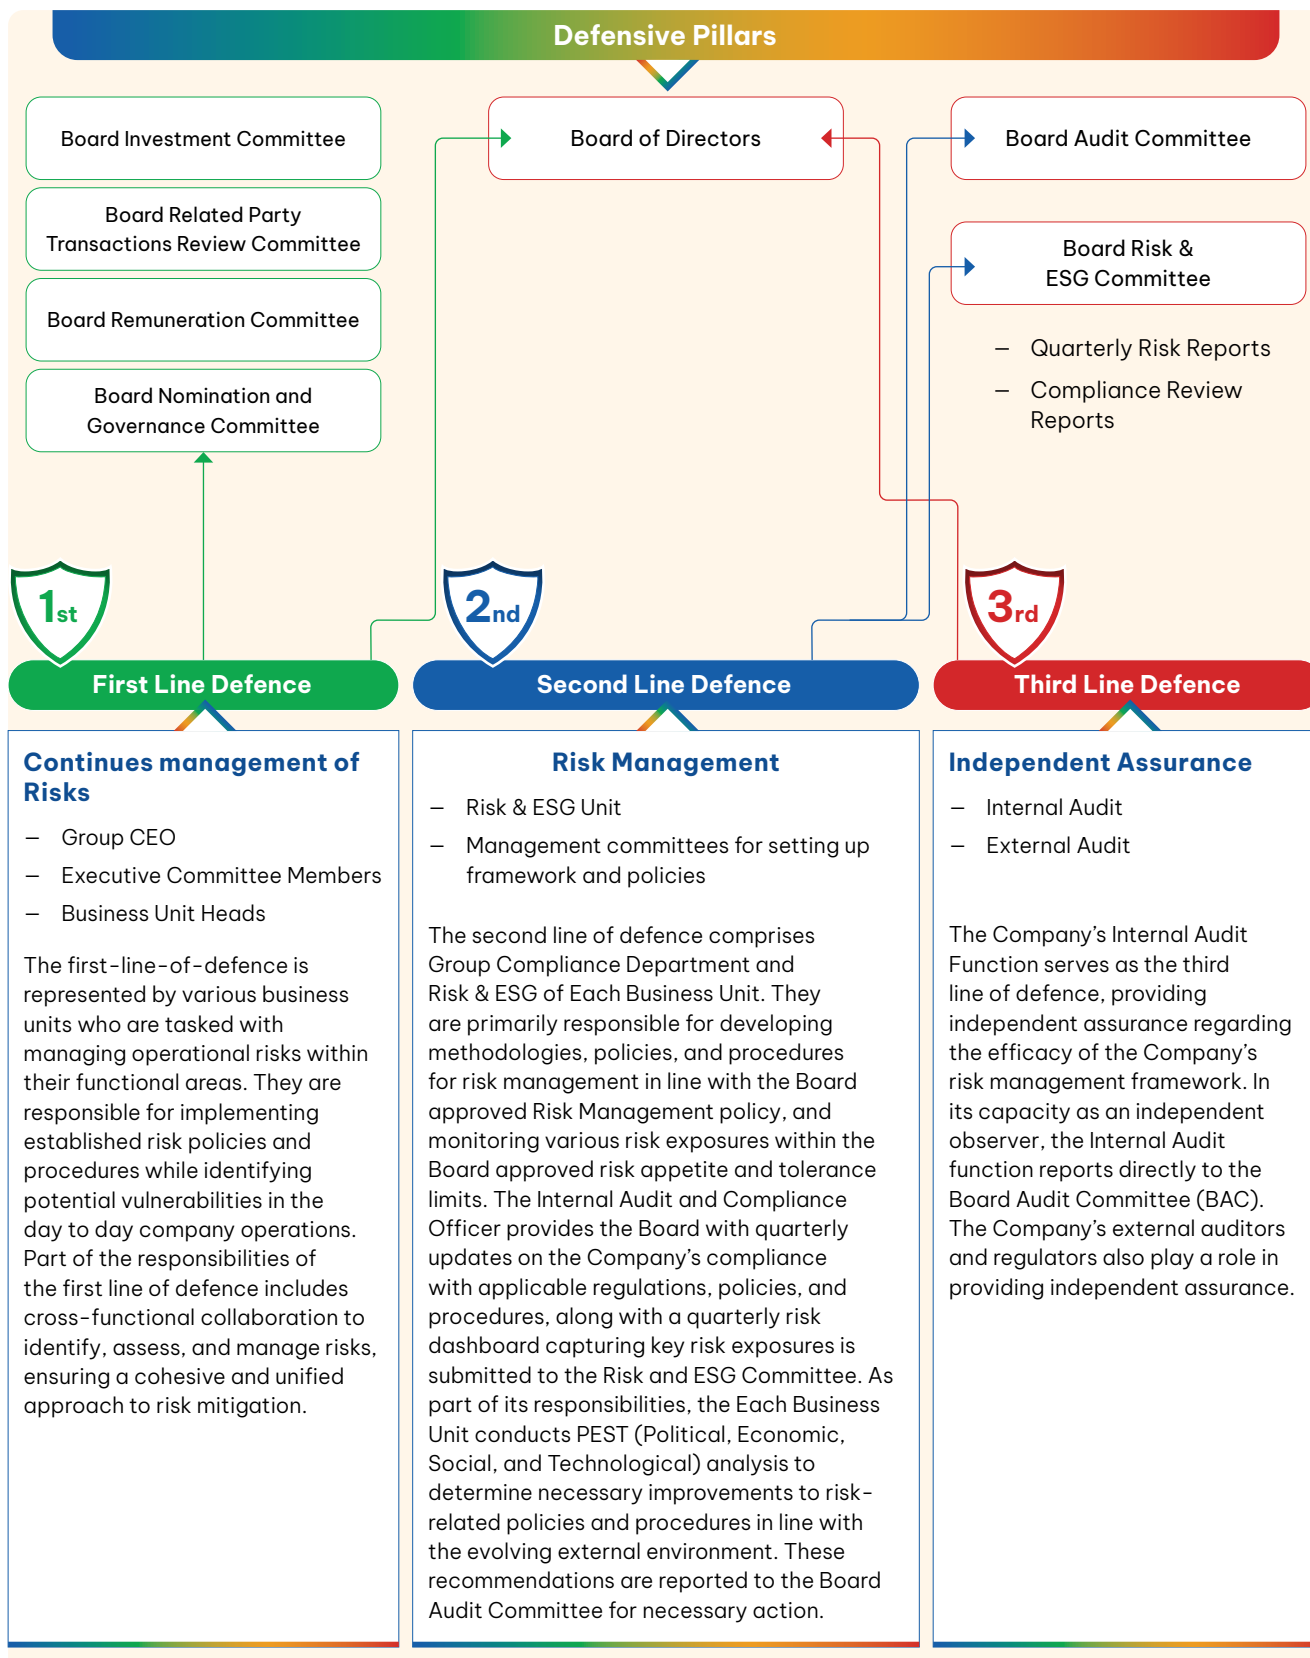 Defensive Pillars
Board Investment Committee
Board Related Party
Transactions Review Committee
Board Remuneration Committee
Board Nomination and
Governance Committee
Board of Directors
Board Audit Committee
Board Risk &
ESG Committee
— Quarterly Risk Reports
— Compliance Review
Reports
1st
First Line Defence
2nd
Second Line Defence
3rd
Third Line Defence
Continues management of
Risks
— Group CEO
— Executive Committee Members
— Business Unit Heads
The first-line-of-defence is
represented by various business
units who are tasked with
managing operational risks within
their functional areas. They are
responsible for implementing
established risk policies and
procedures while identifying
potential vulnerabilities in the
day to day company operations.
Part of the responsibilities of
the first line of defence includes
cross-functional collaboration to
identify, assess, and manage risks,
ensuring a cohesive and unified
approach to risk mitigation.
Risk Management
— Risk & ESG Unit
— Management committees for setting up
framework and policies
The second line of defence comprises
Group Compliance Department and
Risk & ESG of Each Business Unit. They
are primarily responsible for developing
methodologies, policies, and procedures
for risk management in line with the Board
approved Risk Management policy, and
monitoring various risk exposures within the
Board approved risk appetite and tolerance
limits. The Internal Audit and Compliance
Officer provides the Board with quarterly
updates on the Company's compliance
with applicable regulations, policies, and
procedures, along with a quarterly risk
dashboard capturing key risk exposures is
submitted to the Risk and ESG Committee. As
part of its responsibilities, the Each Business
Unit conducts PEST (Political, Economic,
Social, and Technological) analysis to
determine necessary improvements to risk-
related policies and procedures in line with
the evolving external environment. These
recommendations are reported to the Board
Audit Committee for necessary action.
Independent Assurance
— Internal Audit
— External Audit
The Company's Internal Audit
Function serves as the third
line of defence, providing
independent assurance regarding
the efficacy of the Company's
risk management framework. In
its capacity as an independent
observer, the Internal Audit
function reports directly to the
Board Audit Committee (BAC).
The Company's external auditors
and regulators also play a role in
providing independent assurance.